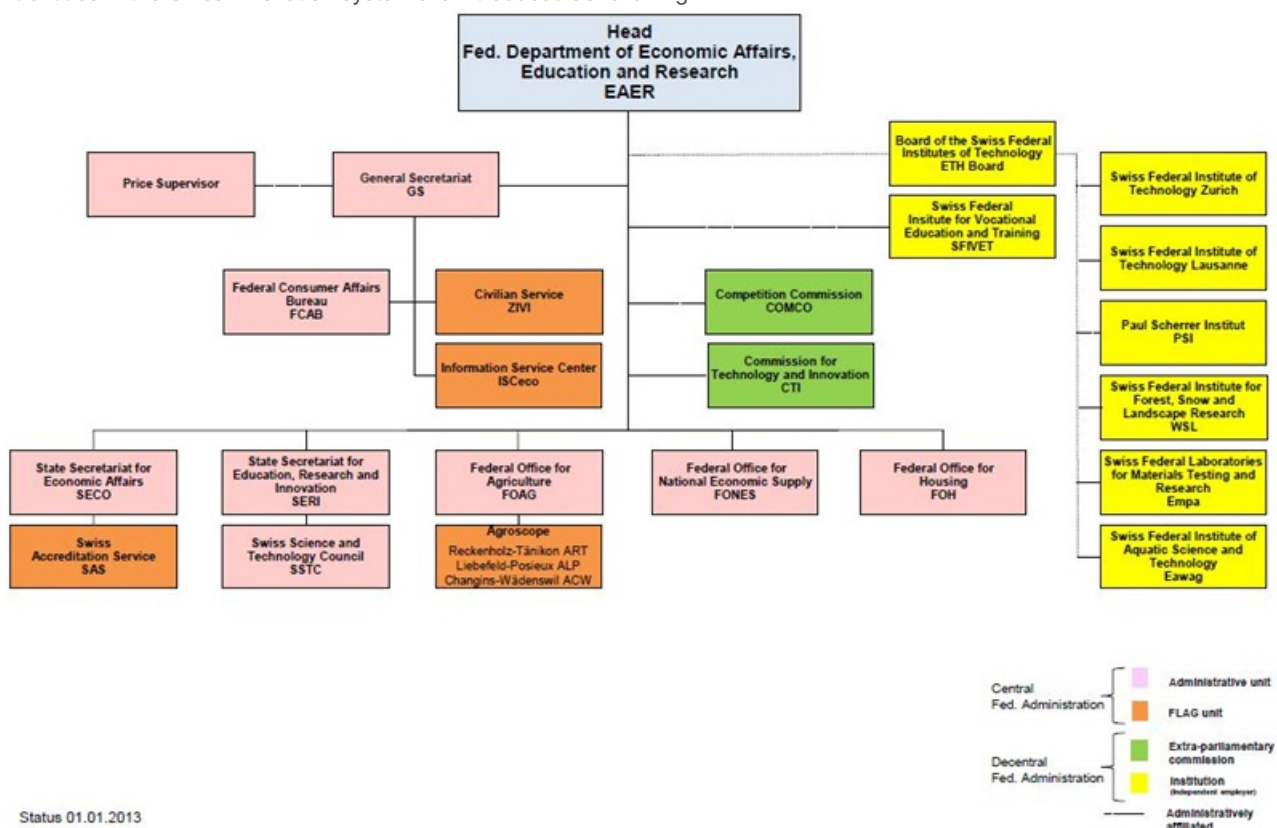 Head
Fed. Department of Economic Affairs,
Education and Research
EAER
Board of the Swiss Federal
Institutes of Technology
ETH Board
Price Supervisor
General Secretariat
GS
Swiss Federal Institute of
Technology Zurich
Swiss Federal
Insitute for Vocational
Education and Training
SFIVET
Swiss Federal Institute of
Technology Lausanne
Federal Consumer Affairs
Bureau
FCAB
Civilian Service
ZIVI
Competition Commission
COMCO
Paul Scherrer Institut
PSI
Information Service Center
ISCeco
Commission for
Technology and Innovation
CTI
Swiss Federal Institute for
Forest, Snow and
Landscape Research
WSL
State Secretariat for
Economic Affairs
SECO
State Secretariat for
Education, Research and
Innovation
SERI
Federal Office for
Agriculture
FOAG
Federal Office for
National Economic Supply
FONES
Federal Office for
Housing
FOH
Swiss Federal Laboratories
for Materials Testing and
Research
Empa
Swiss
Accreditation Service
SAS
Swiss Science and
Technology Council
SSTC
Agroscope
Reckenholz-Tänikon ART
Liebefeld-Posieux ALP
Changins-Wädenswil ACW
Swiss Federal Institute of
Aquatic Science and
Technology
Eawag
Central
Fed. Administration
Administrative unit
FLAG unit
Decentral
Fed. Administration
Extra-parliamentary
commission
Institution
(independent employer)
Administratively
affiliated
Status 01.01.2013